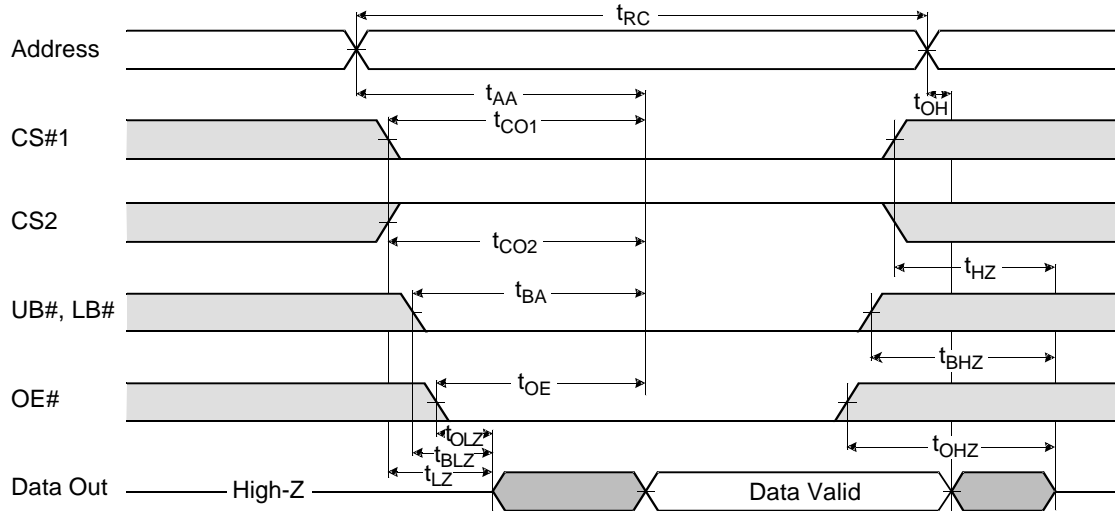 tRC
Address
tAA
tOH
CS#1
tCO1
CS2
tCO2
tHZ
UB#, LB#
tBA
tBHZ
OE#
tOE
tOLZ
tOHZ
tBLZ
tLZ
Data Out
High-Z
Data Valid